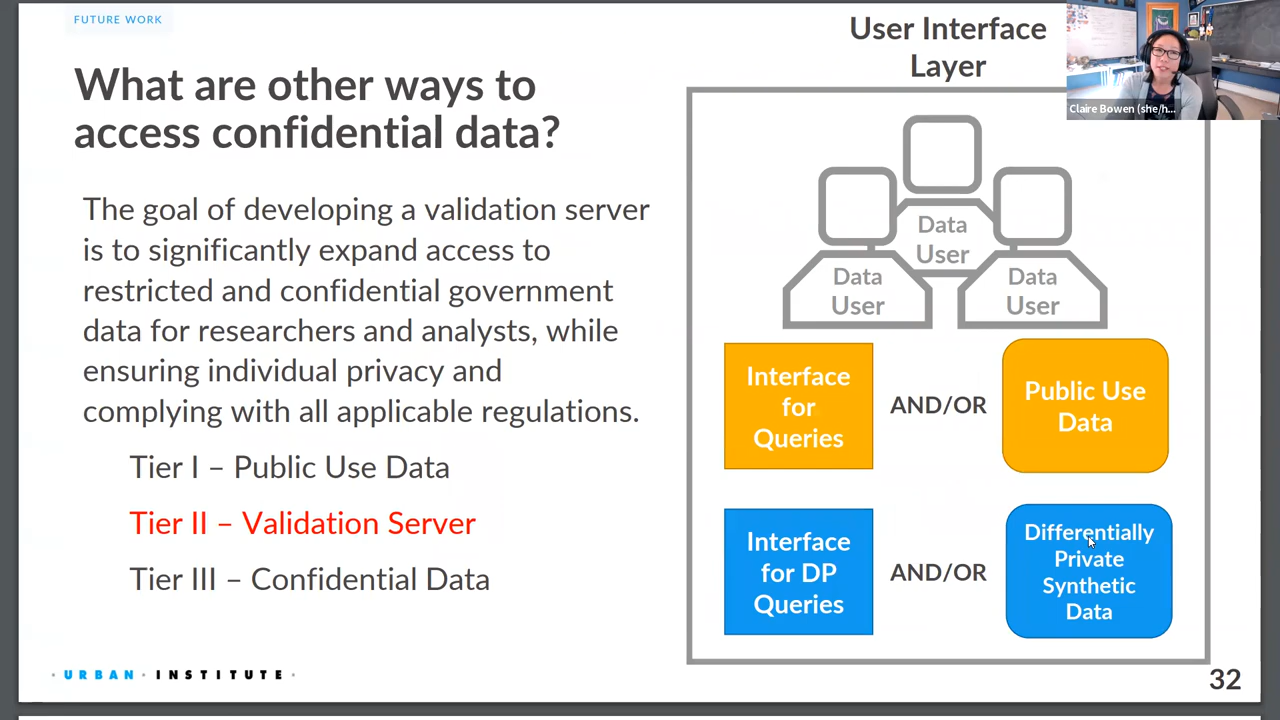 FUTURE WORK
What are other ways to
access confidential data?
The goal of developing a validation server
is to significantly expand access to
restricted and confidential government
data for researchers and analysts, while
ensuring individual privacy and
complying with all applicable regulations.
Tier I – Public Use Data
Tier II – Validation Server
Tier III – Confidential Data
· URBAN · INSTITUTE ·
User Interface
Layer
Claire Bowen (she/h...
Data
User
Data
User
Data
User
Interface
for
Queries
AND/OR
Public Use
Data
Interface
for DP
Queries
AND/OR
Differentially
Private
Synthetic
Data
32